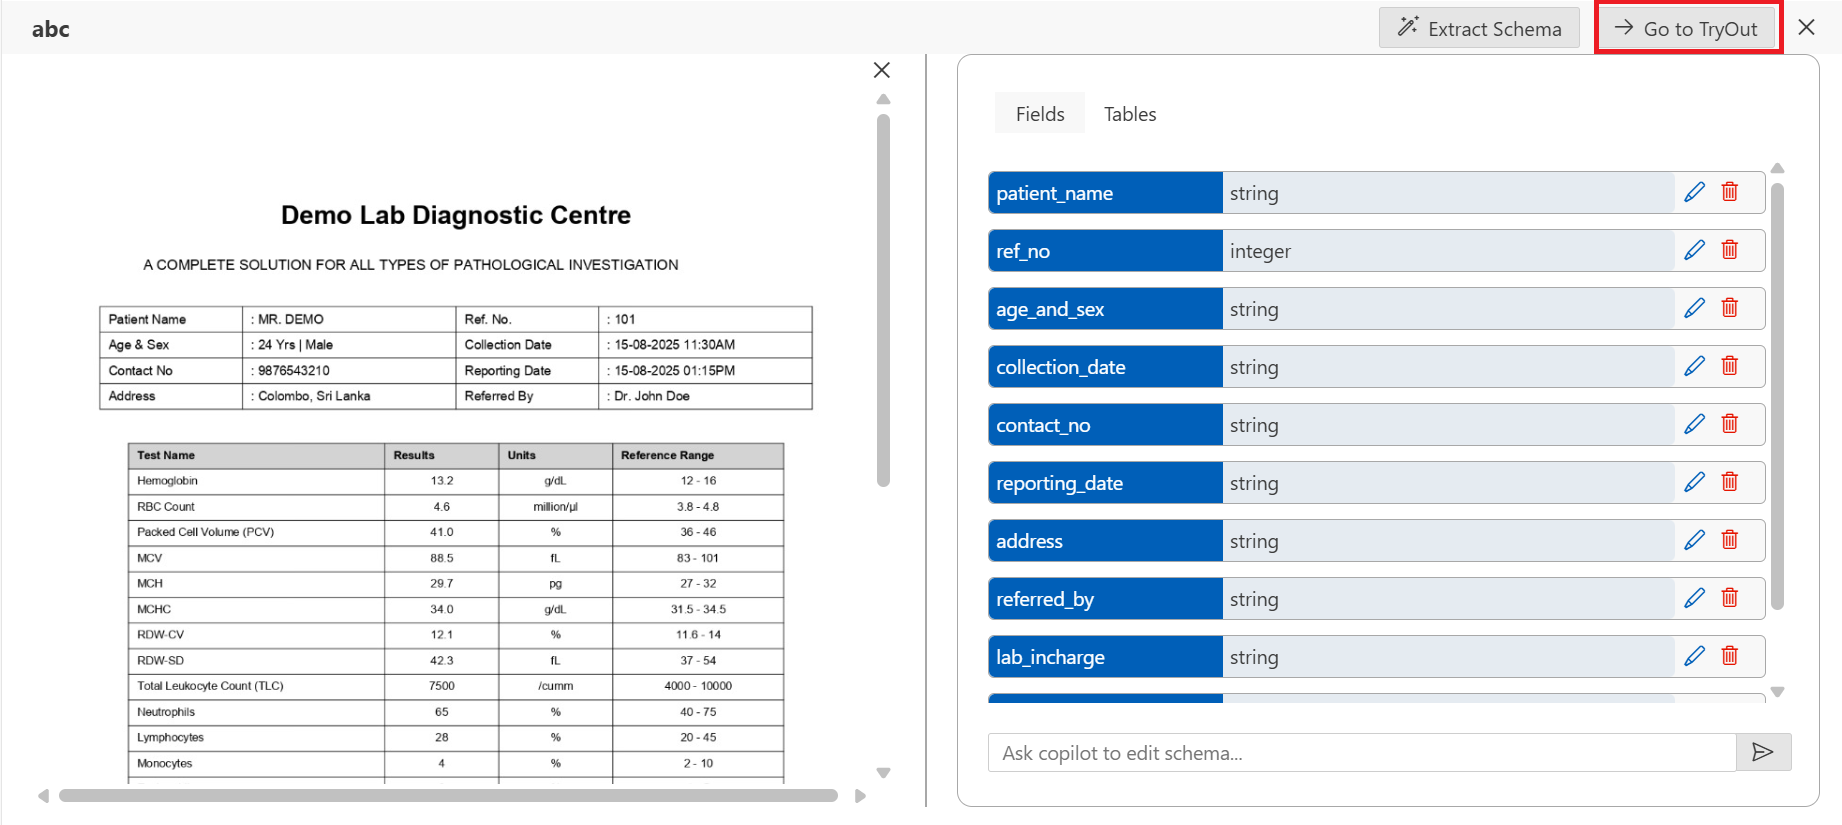 abc
Extract Schema
Go to TryOut
Demo Lab Diagnostic Centre
A COMPLETE SOLUTION FOR ALL TYPES OF PATHOLOGICAL INVESTIGATION
Patient Name : MR. DEMO Ref. No. : 101
Age & Sex : 24 Yrs | Male Collection Date : 15-08-2025 11:30AM
Contact No : 9876543210 Reporting Date : 15-08-2025 01:15PM
Address : Colombo, Sri Lanka Referred By : Dr. John Doe
Test Name Results Units Reference Range
Hemoglobin 13.2 g/dL 12 - 16
RBC Count 4.6 million/µl 3.8 - 4.8
Packed Cell Volume (PCV) 41.0 % 36 - 46
MCV 88.5 fL 83 - 101
MCH 29.7 pg 27 - 32
MCHC 34.0 g/dL 31.5 - 34.5
RDW-CV 12.1 % 11.6 - 14
RDW-SD 42.3 fL 37 - 54
Total Leukocyte Count (TLC) 7500 /cumm 4000 - 10000
Neutrophils 65 % 40 - 75
Lymphocytes 28 % 20 - 45
Monocytes 4 % 2 - 10
Fields Tables
patient_name string
ref_no integer
age_and_sex string
collection_date string
contact_no string
reporting_date string
address string
referred_by string
lab_incharge string
Ask copilot to edit schema...